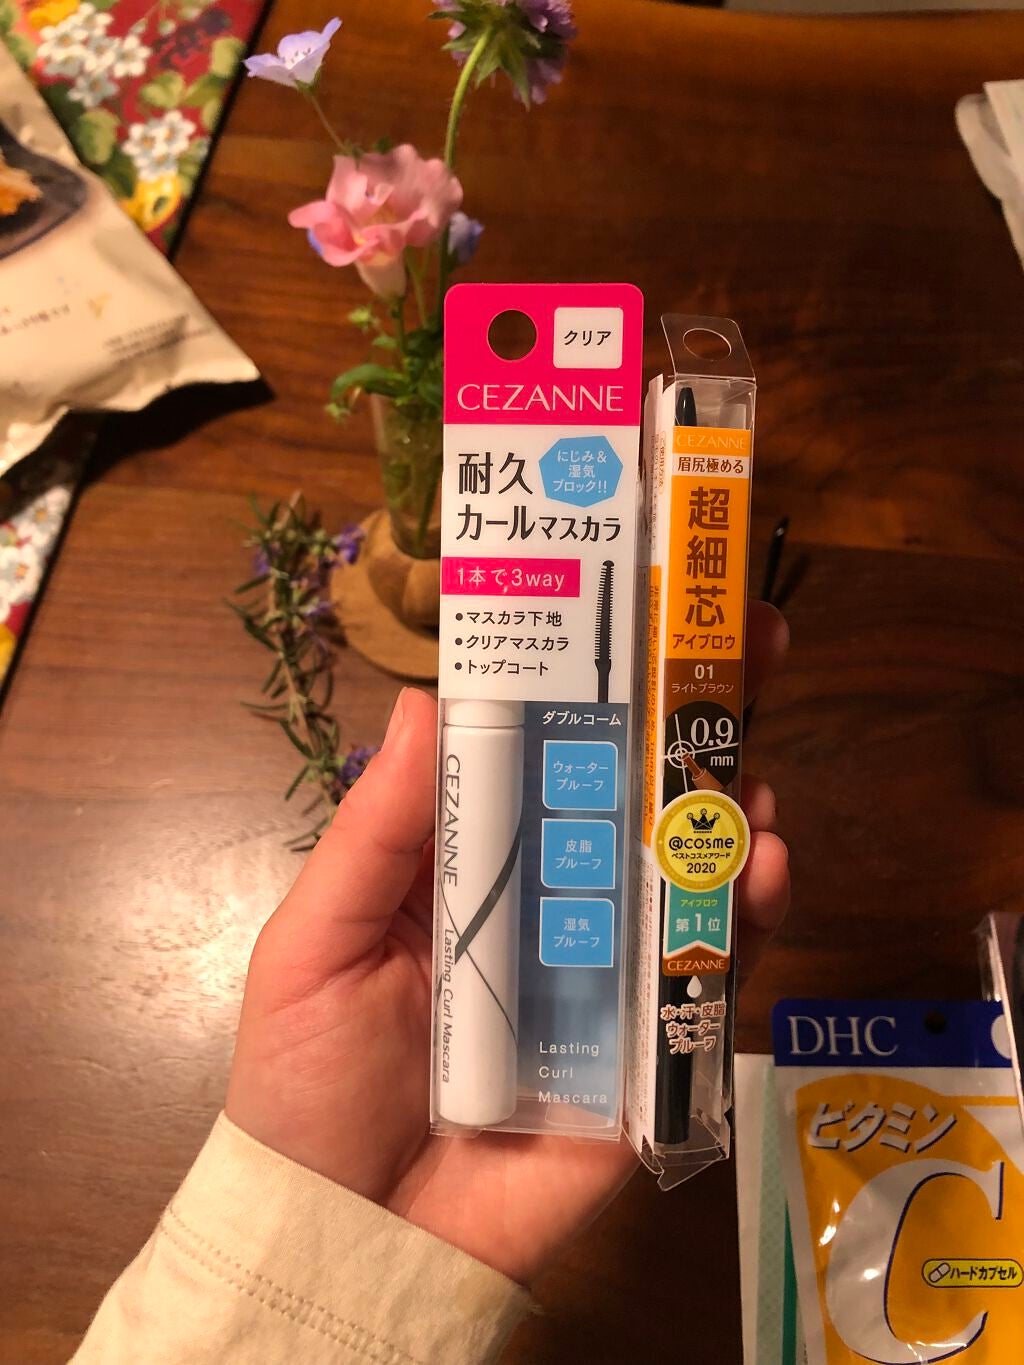 クリア
CEZANNE
耐久
カールマスカラ
にじみ&
湿気
ブロック!!
1本で3way
•マスカラ下地
•クリアマスカラ
•トップコート
ダブルコーム
ウォーター
プルーフ
皮脂
プルーフ
湿気
プルーフ
CEZANNE
Lasting Curl Mascara
Lasting
Curl
Mascara
CEZANNE
眉尻極める
超
細
芯
アイブロウ
01
ライトブラウン
0.9
mm
@cosme
ベストコスメアワード
2020
アイブロウ
第1位
CEZANNE
水・汗・皮脂
ウォーター
プルーフ
DHC
ビタミン
C
ハードカプセル